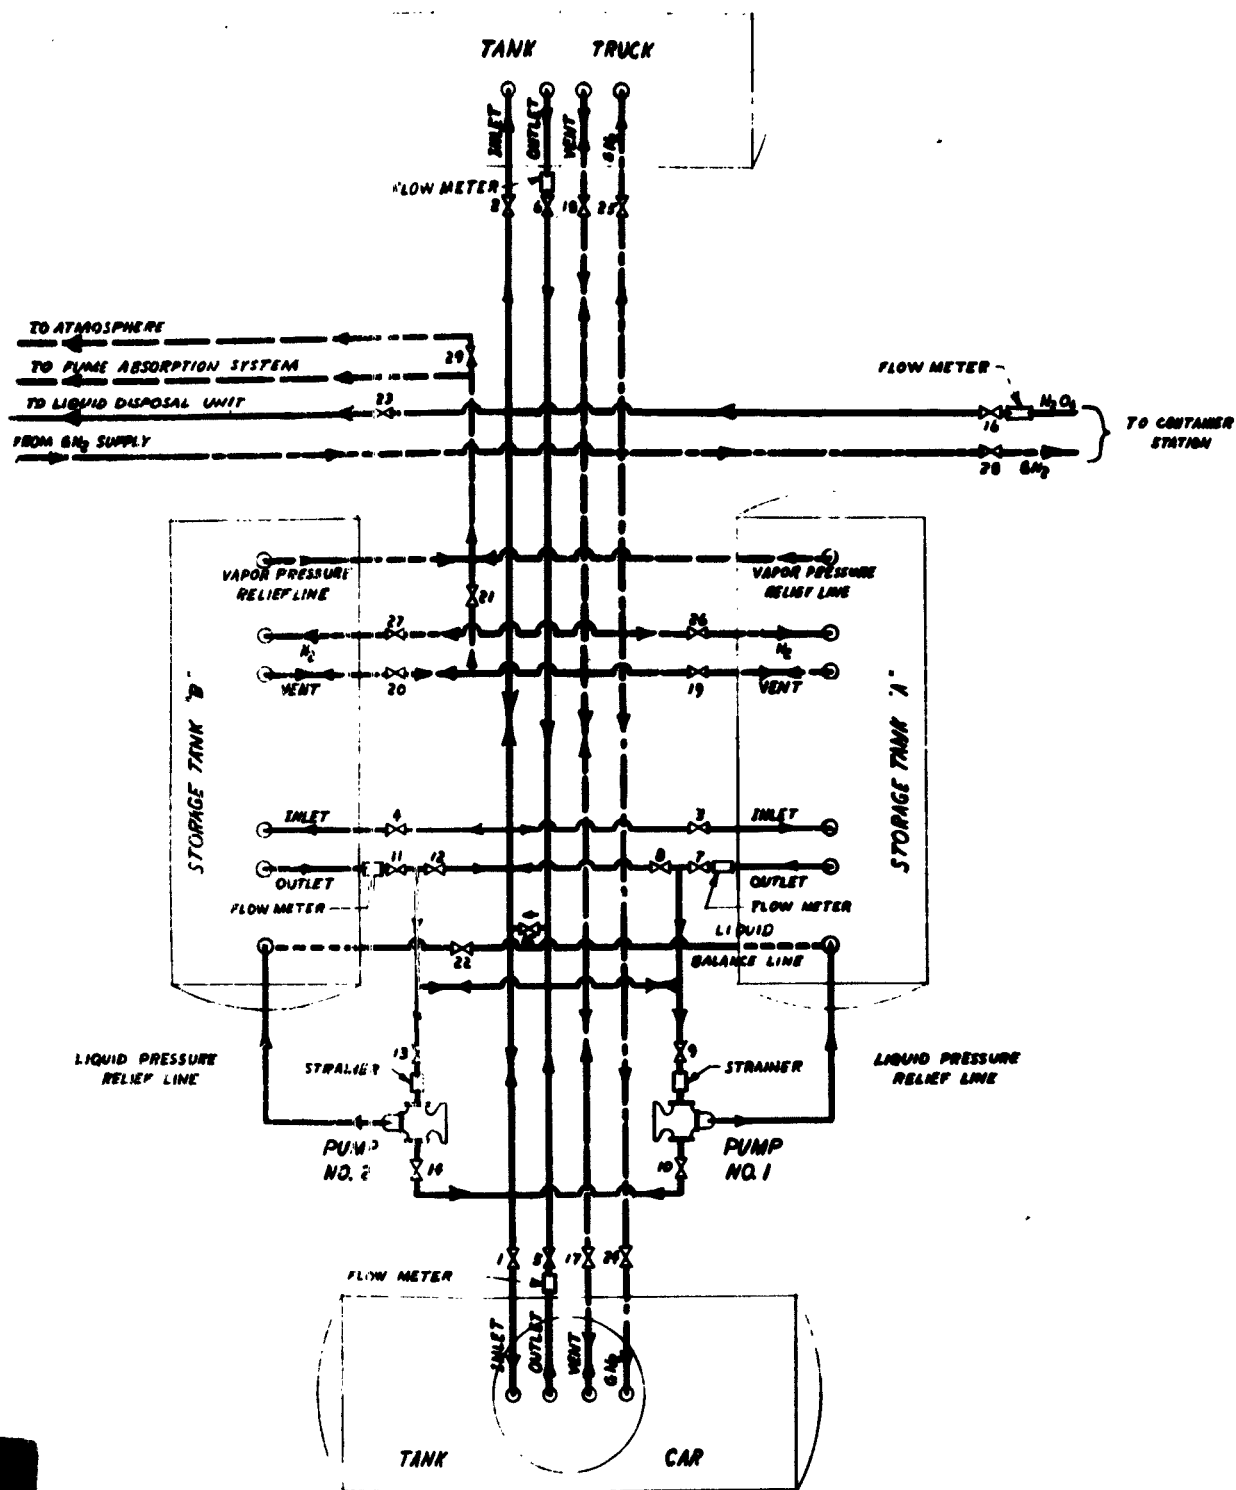 TANK TRUCK
INLET
OUTLET
VENT
GN2
FLOW METER
2
6
18
25
TO ATMOSPHERE
29
TO FUME ABSORPTION SYSTEM
TO LIQUID DISPOSAL UNIT
23
FROM GN2 SUPPLY
FLOW METER
N2O4
16
TO CONTAINER
STATION
28
GN2
VAPOR PRESSURE
RELIEF LINE
VAPOR PRESSURE
RELIEF LINE
21
27
26
N2
N2
VENT
20
19
VENT
STORAGE TANK "B"
STORAGE TANK "A"
INLET
4
3
INLET
11
12
8
7
OUTLET
OUTLET
FLOW METER
FLOW METER
LIQUID
BALANCE LINE
22
LIQUID PRESSURE
RELIEF LINE
LIQUID PRESSURE
RELIEF LINE
13
9
STRAINER
STRAINER
PUMP
NO. 2
14
10
PUMP
NO. 1
1
5
17
24
FLOW METER
INLET
OUTLET
VENT
GN2
TANK CAR